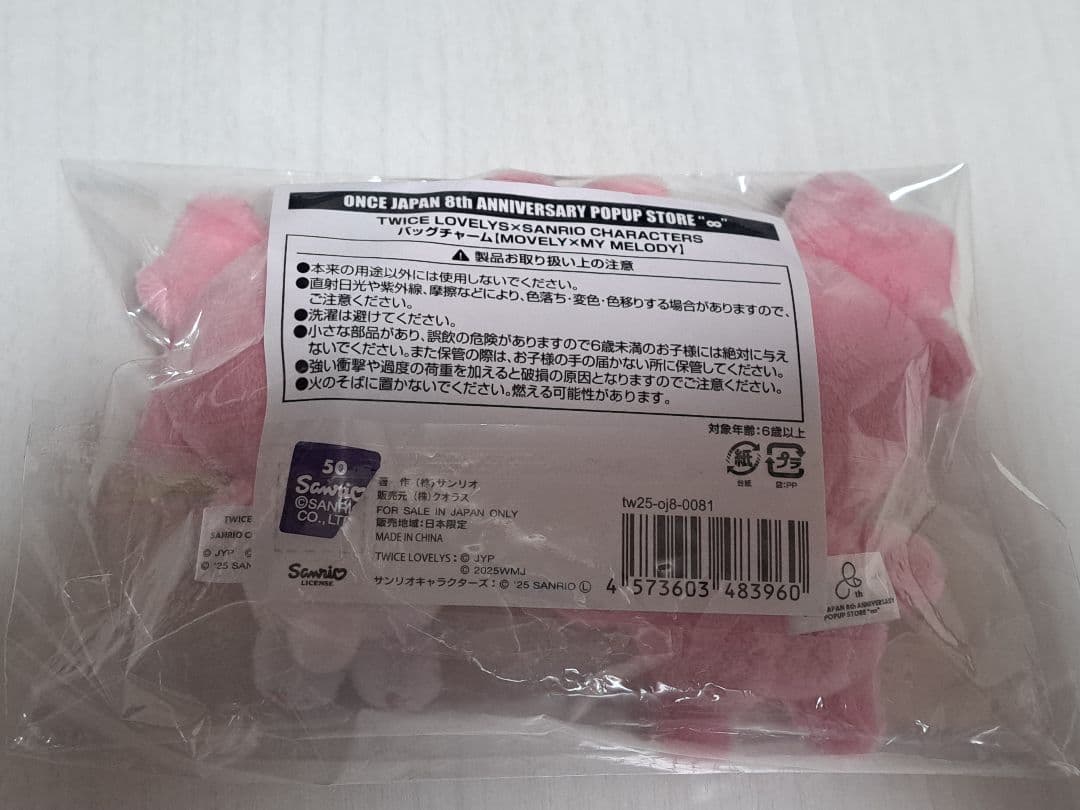 ONCE JAPAN 8th ANNIVERSARY POPUP STORE "∞"
TWICE LOVELYS×SANRIO CHARACTERS
バッグチャーム[MOVELY×MY MELODY]
製品お取り扱い上の注意
●本来の用途以外には使用しないでください。
●直射日光や紫外線、摩擦などにより、色落ち・変色・色移りする場合がありますので、
ご注意ください。
●洗濯は避けてください。
●小さな部品があり、誤飲の危険がありますので6歳未満のお子様には絶対に与え
ないでください。また保管の際は、お子様の手の届かない所に保管してください。
●強い衝撃や過度の荷重を加えると破損の原因となりますのでご注意ください。
●火のそばに置かないでください。燃える可能性があります。
対象年齢:6歳以上
紙 プラ
台紙 袋:PP
50
Sanrio
©SANRI
CO., LT
著 作 (株)サンリオ
販売元 (株)クオラス
FOR SALE IN JAPAN ONLY
販売地域:日本限定
MADE IN CHINA
TWICE LOVELYS: © JYP
© 2025WMJ
サンリオキャラクターズ: © '25 SANRIO Ⓛ
Sanrio
LICENSE
tw25-oj8-0081
4 573603 483960
TWICE
SANRIO C
© JYP ©
© '25 SAN
8th
APAN 8th ANNIVERSARY
POPUP STORE "∞"